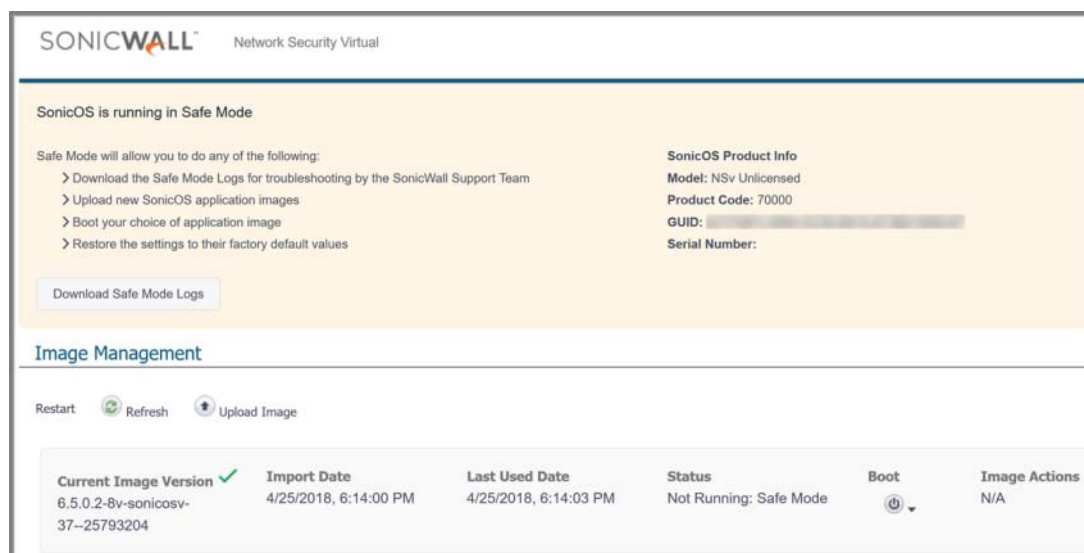 SONICWALL Network Security Virtual
SonicOS is running in Safe Mode
Safe Mode will allow you to do any of the following:
Download the Safe Mode Logs for troubleshooting by the SonicWall Support Team
Upload new SonicOS application images
Boot your choice of application image
Restore the settings to their factory default values
Download Safe Mode Logs
SonicOS Product Info
Model: NSv Unlicensed
Product Code: 70000
GUID:
Serial Number:
Image Management
Restart Refresh Upload Image
Current Image Version Import Date Last Used Date Status Boot Image Actions
6.5.0.2-8v-sonicosv- 4/25/2018, 6:14:00 PM 4/25/2018, 6:14:03 PM Not Running: Safe Mode N/A
37--25793204